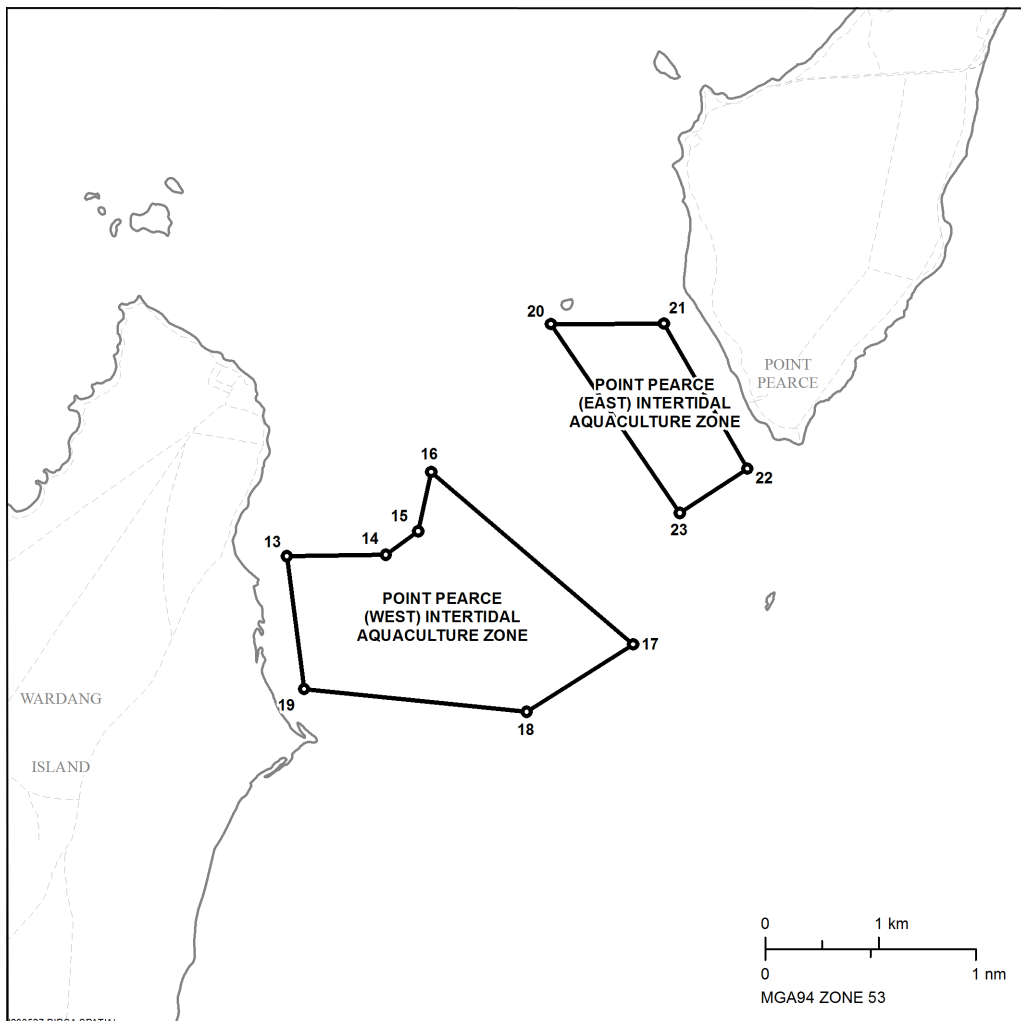 20
21
POINT
PEARCE
POINT PEARCE
(EAST) INTERTIDAL
AQUACULTURE ZONE
16
22
15
23
14
13
POINT PEARCE
(WEST) INTERTIDAL
AQUACULTURE ZONE
17
WARDANG
19
18
ISLAND
0 1 km
0 1 nm
MGA94 ZONE 53